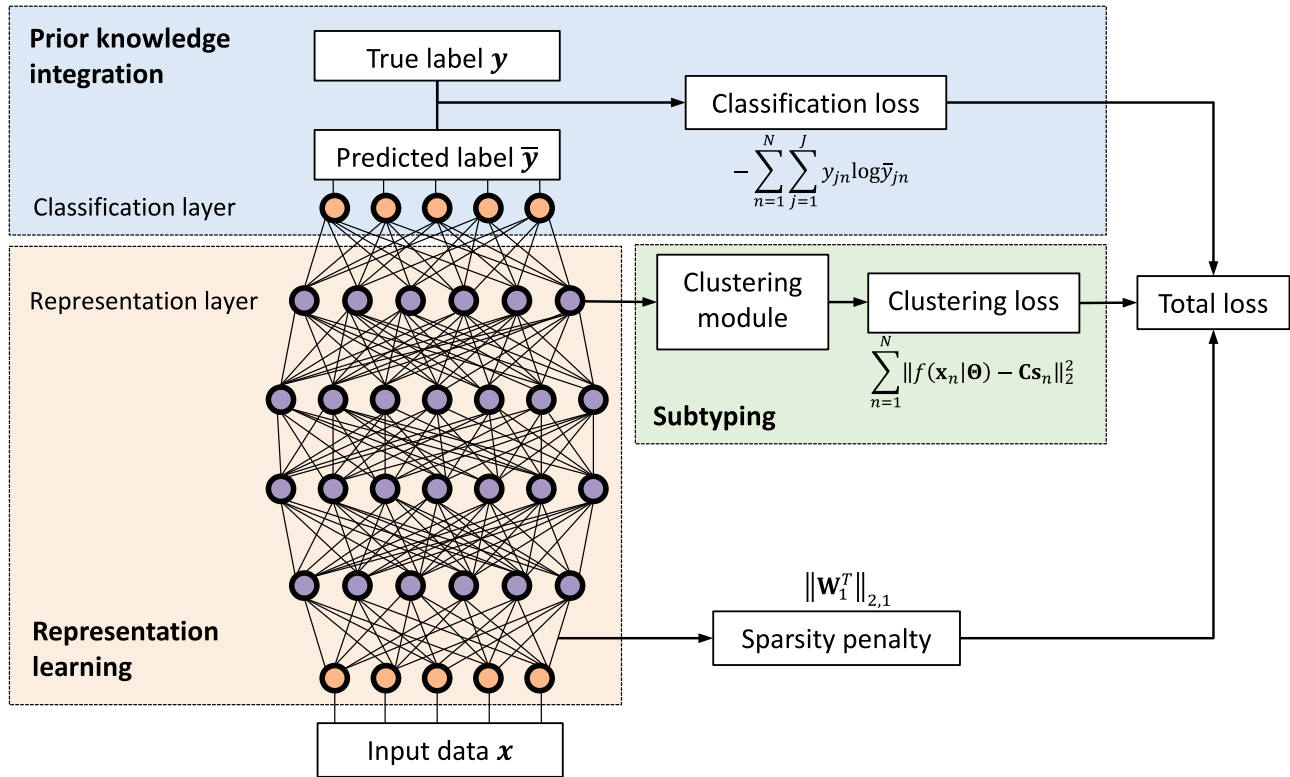 Prior knowledge
integration
True label y
Classification loss
Predicted label ȳ
− ∑_{n=1}^{N} ∑_{j=1}^{J} y_{jn} log ȳ_{jn}
Classification layer
Representation layer
Clustering
module
Clustering loss
Total loss
∑_{n=1}^{N} ‖f(x_n|Θ) − Cs_n‖_2^2
Subtyping
‖W_1^T‖_{2,1}
Sparsity penalty
Representation
learning
Input data x